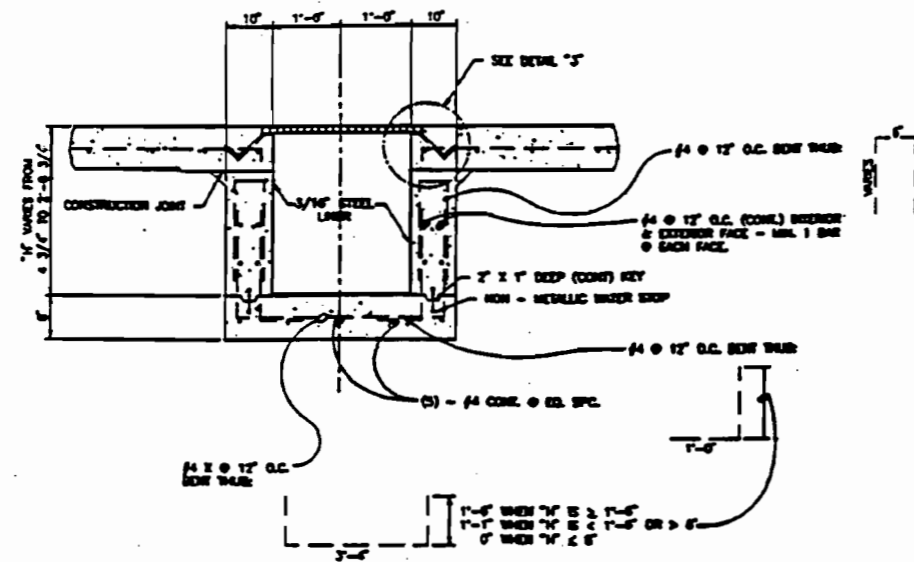 10" 1'-6" 1'-6" 10"
SEE DETAIL "3"
"H" VARIES FROM
4 3/4" TO 2'-9 3/4"
CONSTRUCTION JOINT
3/16" STEEL
LINER
#4 @ 12" O.C. BENT THUS:
6"
VARIES
#4 @ 12" O.C. (CONT.) INTERIOR
& EXTERIOR FACE - MIN. 1 BAR
@ EACH FACE.
2" X 1" DEEP (CONT) KEY
NON - METALLIC WATER STOP
#4 @ 12" O.C. BENT THUS:
(5) - #4 CONT. @ EQ. SPC.
1'-0"
#4 X @ 12" O.C.
BENT THUS:
1'-6" WHEN "H" IS ≥ 1'-6"
1'-1" WHEN "H" IS < 1'-6" OR > 8"
0" WHEN "H" ≤ 8"
3'-4"